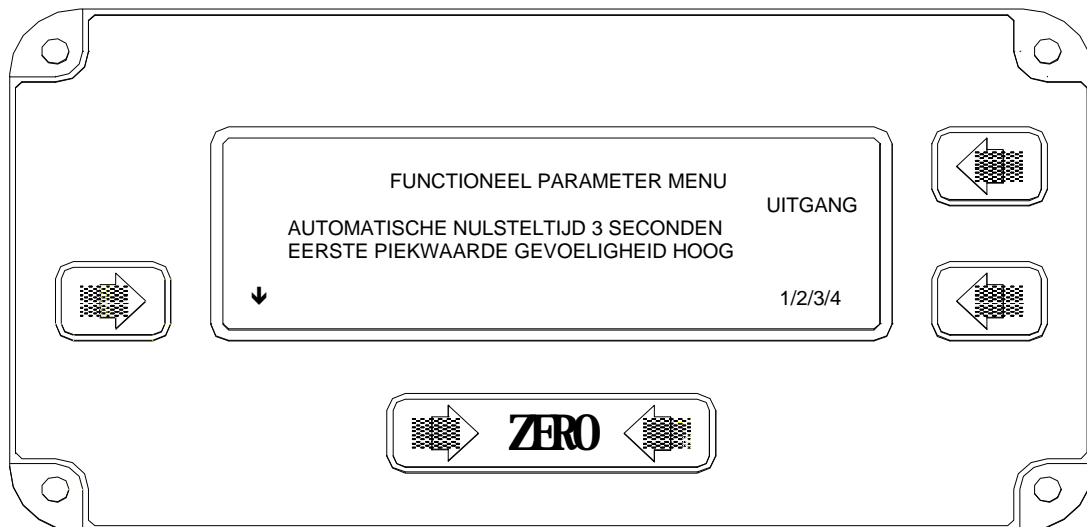 FUNCTIONEEL PARAMETER MENU
UITGANG
AUTOMATISCHE NULSTELTIJD 3 SECONDEN
EERSTE PIEKWAARDE GEVOELIGHEID HOOG
🡻 1/2/3/4
ZERO